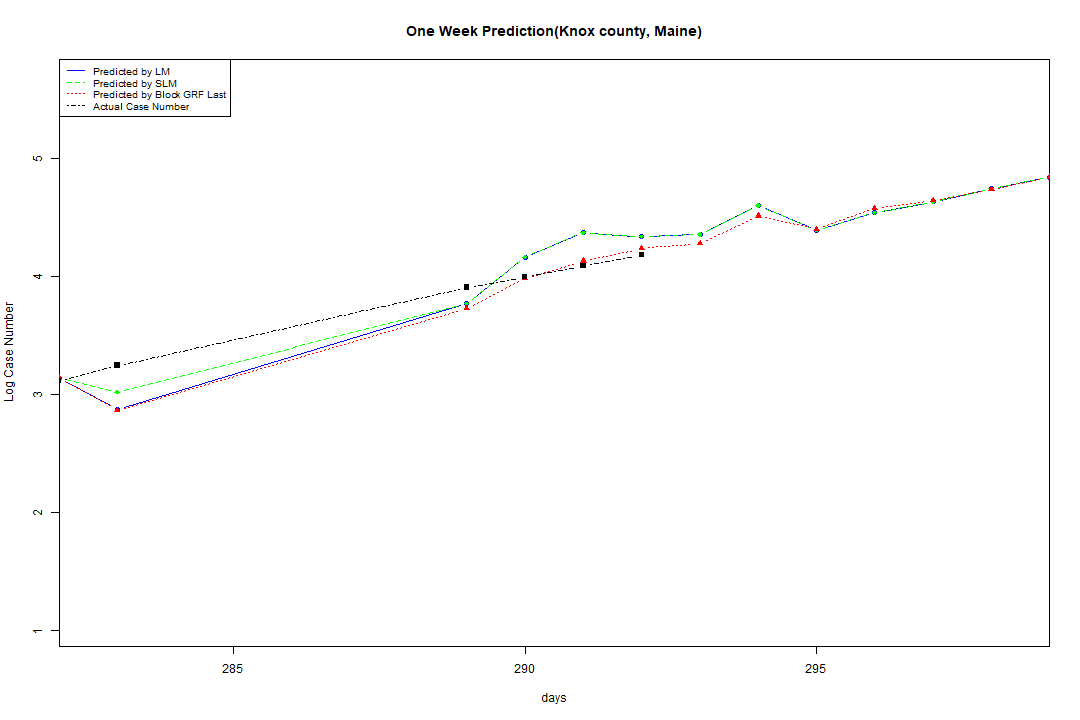 One Week Prediction(Knox county, Maine)
Predicted by LM
Predicted by SLM
Predicted by Block GRF Last
Actual Case Number
5
4
3
2
1
Log Case Number
285 290 295
days